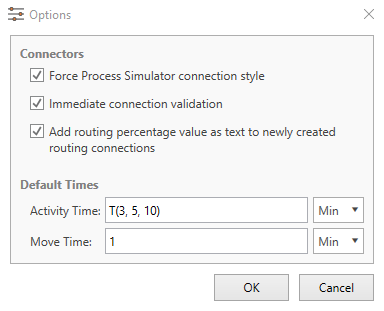 Options
Connectors
Force Process Simulator connection style
Immediate connection validation
Add routing percentage value as text to newly created
routing connections
Default Times
Activity Time: T(3, 5, 10) Min
Move Time: 1 Min
OK Cancel